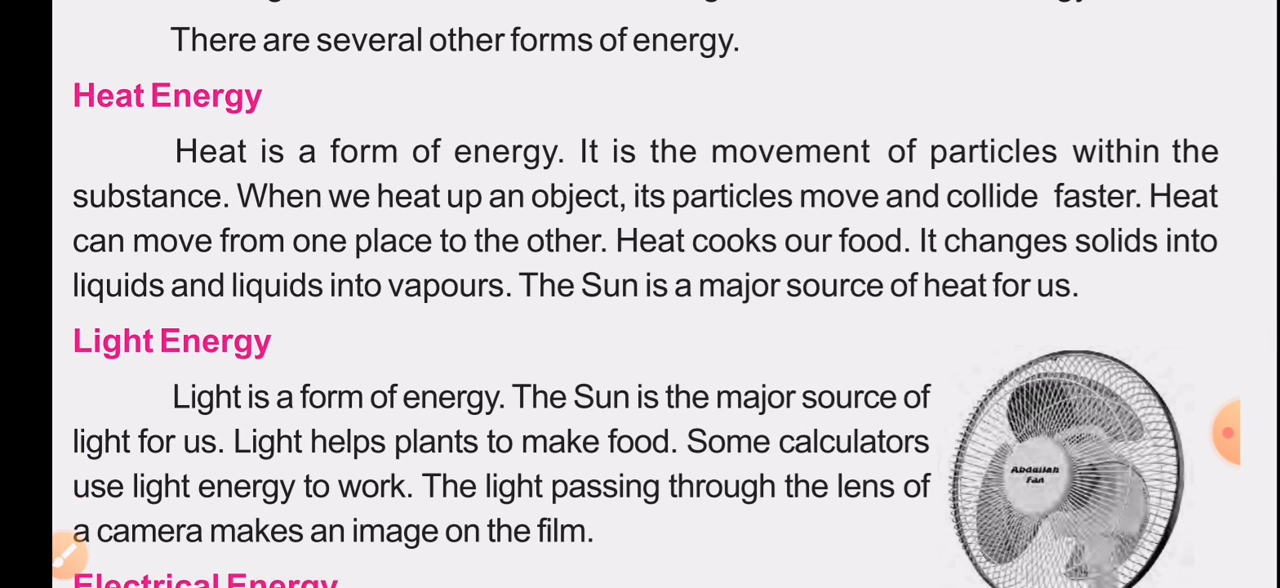 There are several other forms of energy.
Heat Energy
Heat is a form of energy. It is the movement of particles within the
substance. When we heat up an object, its particles move and collide faster. Heat
can move from one place to the other. Heat cooks our food. It changes solids into
liquids and liquids into vapours. The Sun is a major source of heat for us.
Light Energy
Light is a form of energy. The Sun is the major source of
light for us. Light helps plants to make food. Some calculators
use light energy to work. The light passing through the lens of
a camera makes an image on the film.
Abdullah
Fan
Electrical Energy